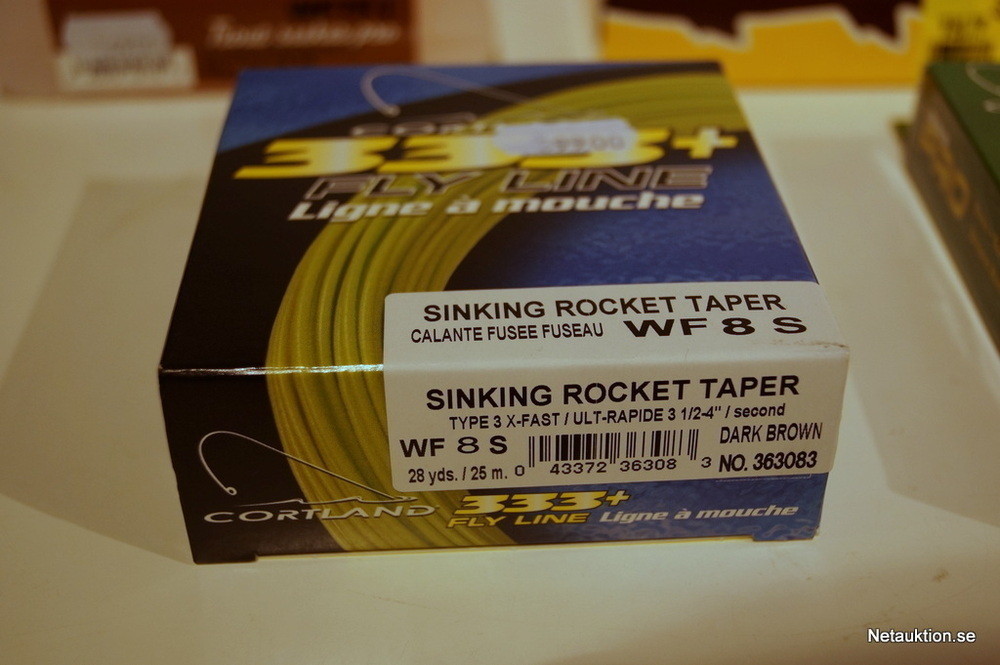 CORTLAND
333+
FLY LINE
Ligne à mouche
SINKING ROCKET TAPER
CALANTE FUSEE FUSEAU WF 8 S
SINKING ROCKET TAPER
TYPE 3 X-FAST / ULT-RAPIDE 3 1/2-4" / second
WF 8 S
DARK BROWN
28 yds. / 25 m.
0 43372 36308 3
NO. 363083
CORTLAND 333+
FLY LINE Ligne à mouche
Netauktion.se